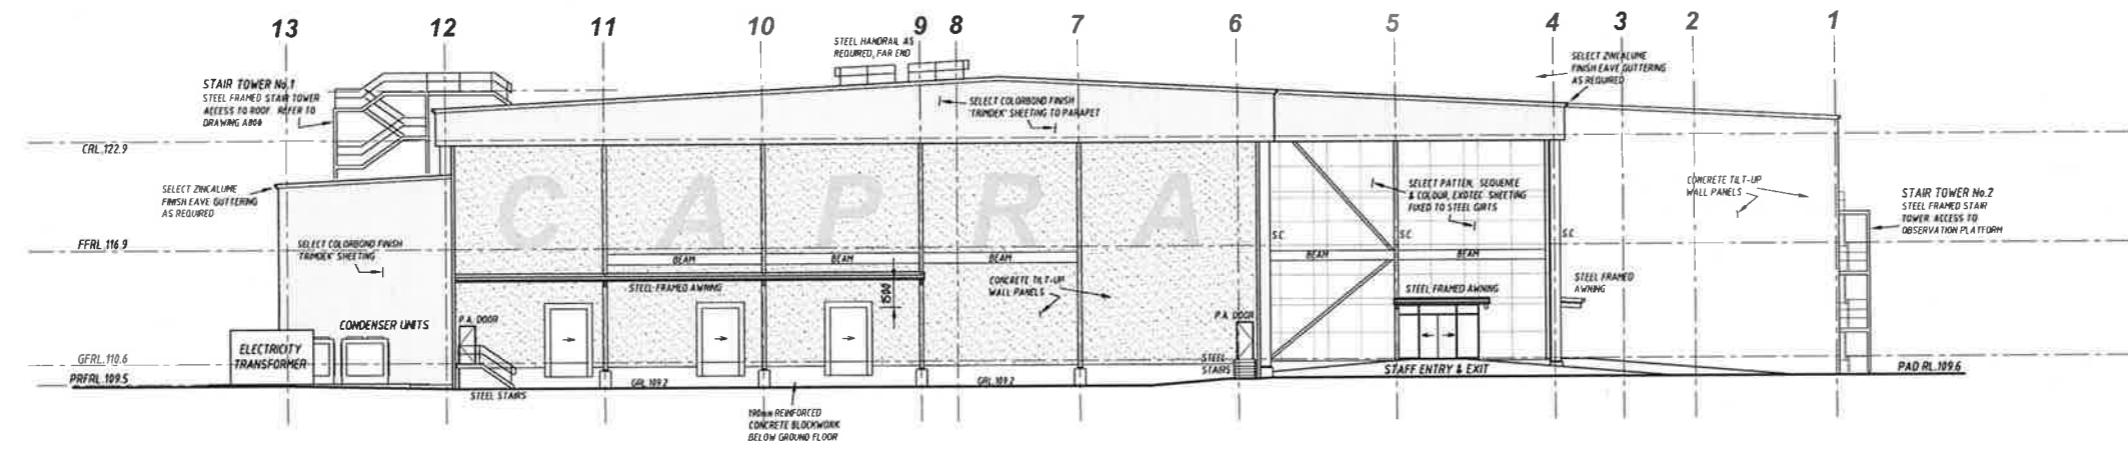 13 12 11 10 9 8 7 6 5 4 3 2 1
STEEL HANDRAIL AS
REQUIRED, FAR END
SELECT ZINCALUME
FINISH EAVE GUTTERING
AS REQUIRED
STAIR TOWER No.1
STEEL FRAMED STAIR TOWER
ACCESS TO ROOF. REFER TO
DRAWING A806
SELECT COLORBOND FINISH
'TRIMDEK' SHEETING TO PARAPET
CRL.122.9
SELECT ZINCALUME
FINISH EAVE GUTTERING
AS REQUIRED
CAPRA
SELECT PATTEN, SEQUENCE
& COLOUR, EXOTEC SHEETING
FIXED TO STEEL GIRTS
CONCRETE TILT-UP
WALL PANELS
STAIR TOWER No.2
STEEL FRAMED STAIR
TOWER ACCESS TO
OBSERVATION PLATFORM
S.C.
S.C.
S.C.
FFRL.116.9
SELECT COLORBOND FINISH
'TRIMDEK' SHEETING
BEAM
BEAM
BEAM
BEAM
BEAM
STEEL FRAMED AWNING
1500
CONCRETE TILT-UP
WALL PANELS
STEEL FRAMED AWNING
STEEL FRAMED
AWNING
P.A. DOOR
P.A. DOOR
CONDENSER UNITS
ELECTRICITY
TRANSFORMER
GFRL.110.6
PRFRL.109.5
STEEL
STAIRS
STAFF ENTRY & EXIT
PAD RL.109.6
GRL.109.2
GRL.109.2
STEEL STAIRS
190mm REINFORCED
CONCRETE BLOCKWORK
BELOW GROUND FLOOR